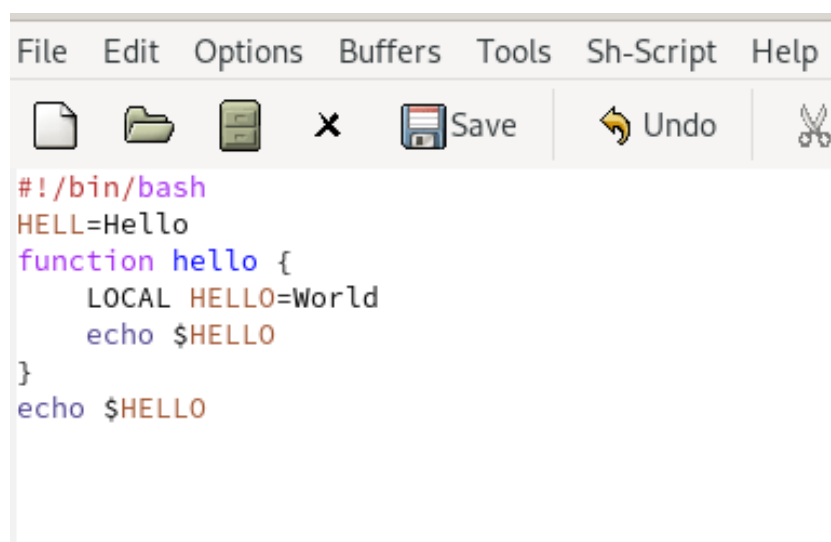 File Edit Options Buffers Tools Sh-Script Help
Save Undo
#!/bin/bash
HELL=Hello
function hello {
    LOCAL HELLO=World
    echo $HELLO
}
echo $HELLO